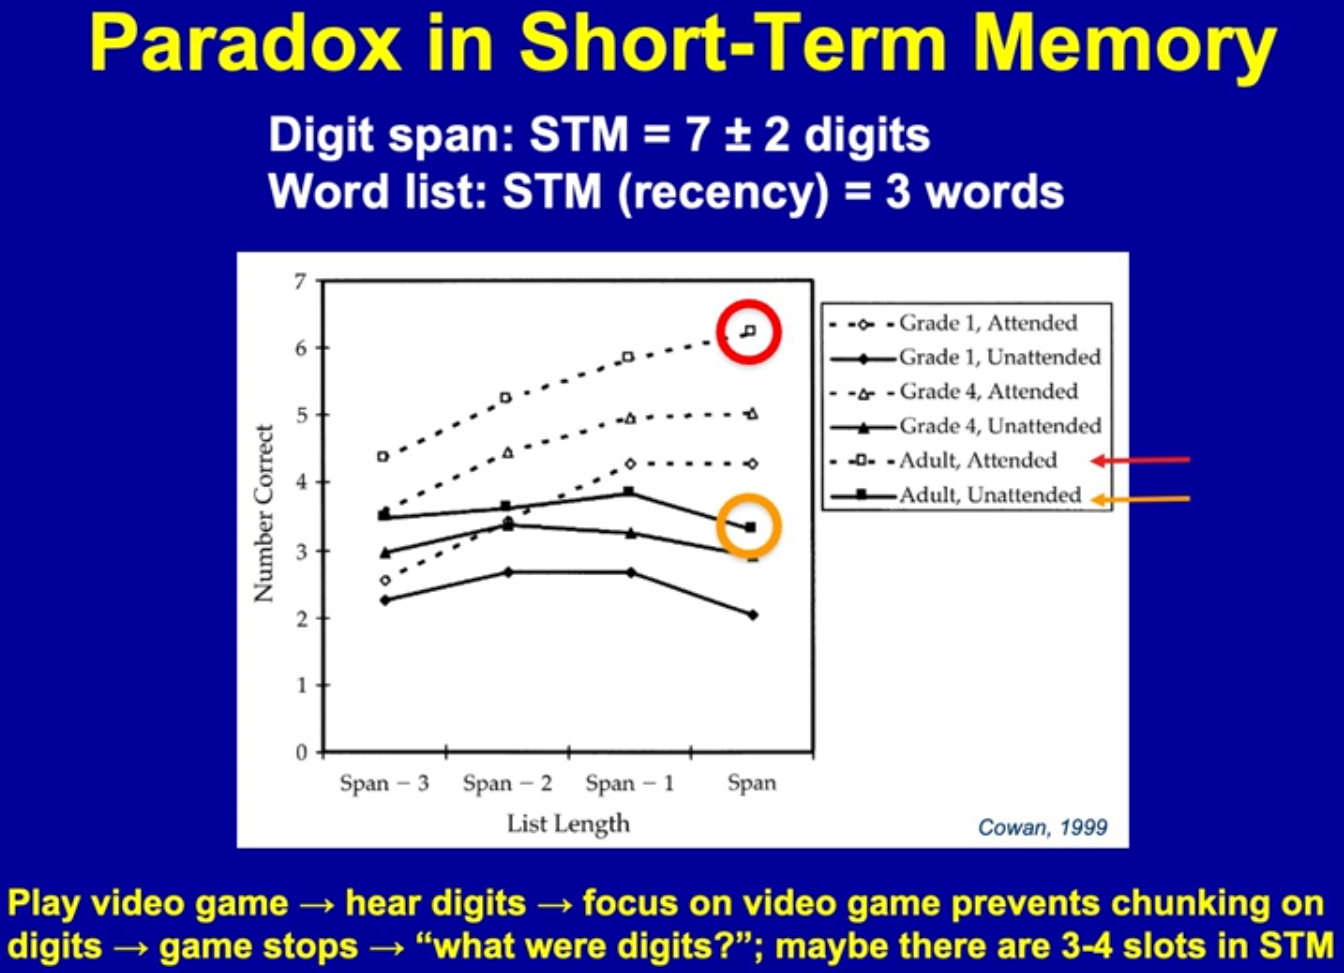 Paradox in Short-Term Memory
Digit span: STM = 7 ± 2 digits
Word list: STM (recency) = 3 words
7
6
5
4
3
2
1
0
Number Correct
Span – 3
Span – 2
Span – 1
Span
List Length
Grade 1, Attended
Grade 1, Unattended
Grade 4, Attended
Grade 4, Unattended
Adult, Attended
Adult, Unattended
Cowan, 1999
Play video game → hear digits → focus on video game prevents chunking on
digits → game stops → “what were digits?”; maybe there are 3-4 slots in STM